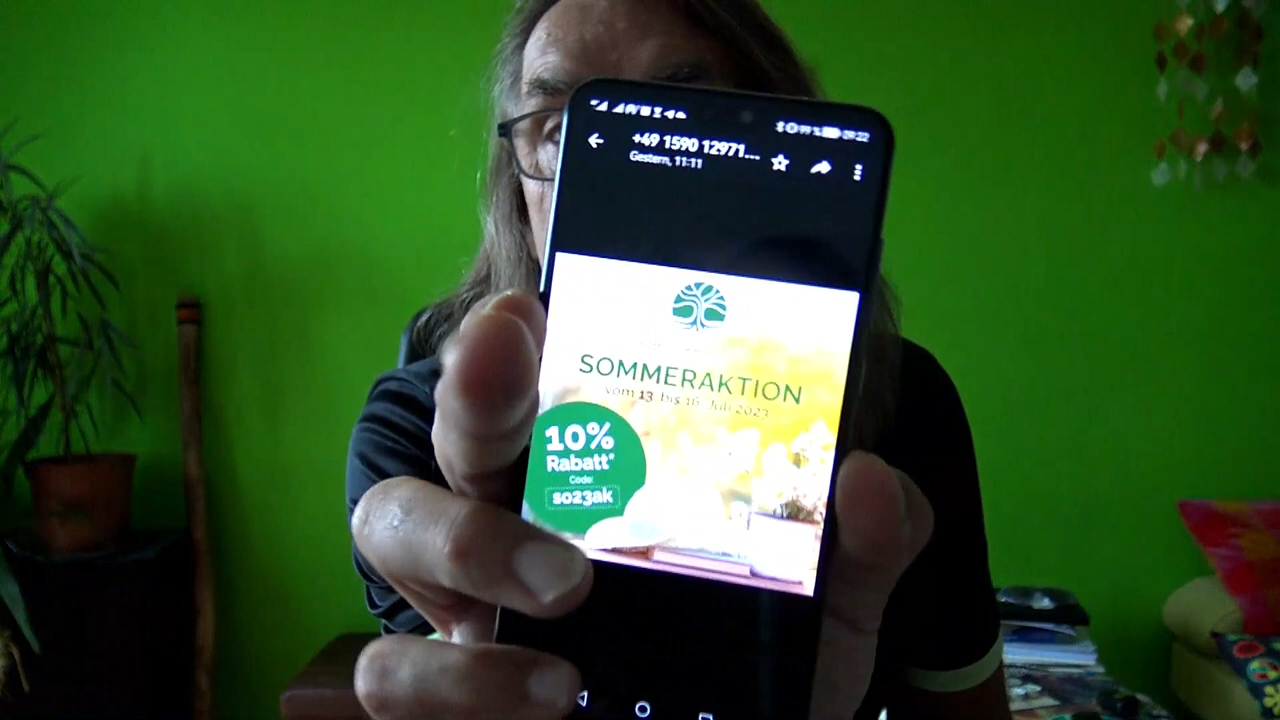 +49 1590 12971...
Gestern, 11:11
SOMMERAKTION
vom 13. bis 16. Juli 2023
10%
Rabatt*
Code:
so23ak